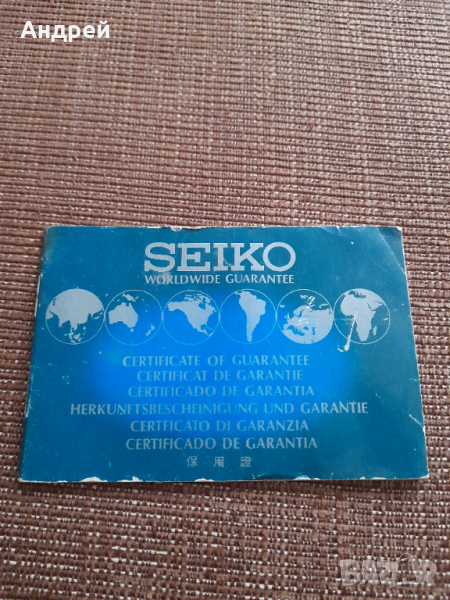 Андрей
SEIKO
WORLDWIDE GUARANTEE
CERTIFICATE OF GUARANTEE
CERTIFICAT DE GARANTIE
CERTIFICADO DE GARANTIA
HERKUNFTSBESCHEINIGUNG UND GARANTIE
CERTFICATO DI GARANZIA
CERTIFICADO DE GARANTIA
保用證